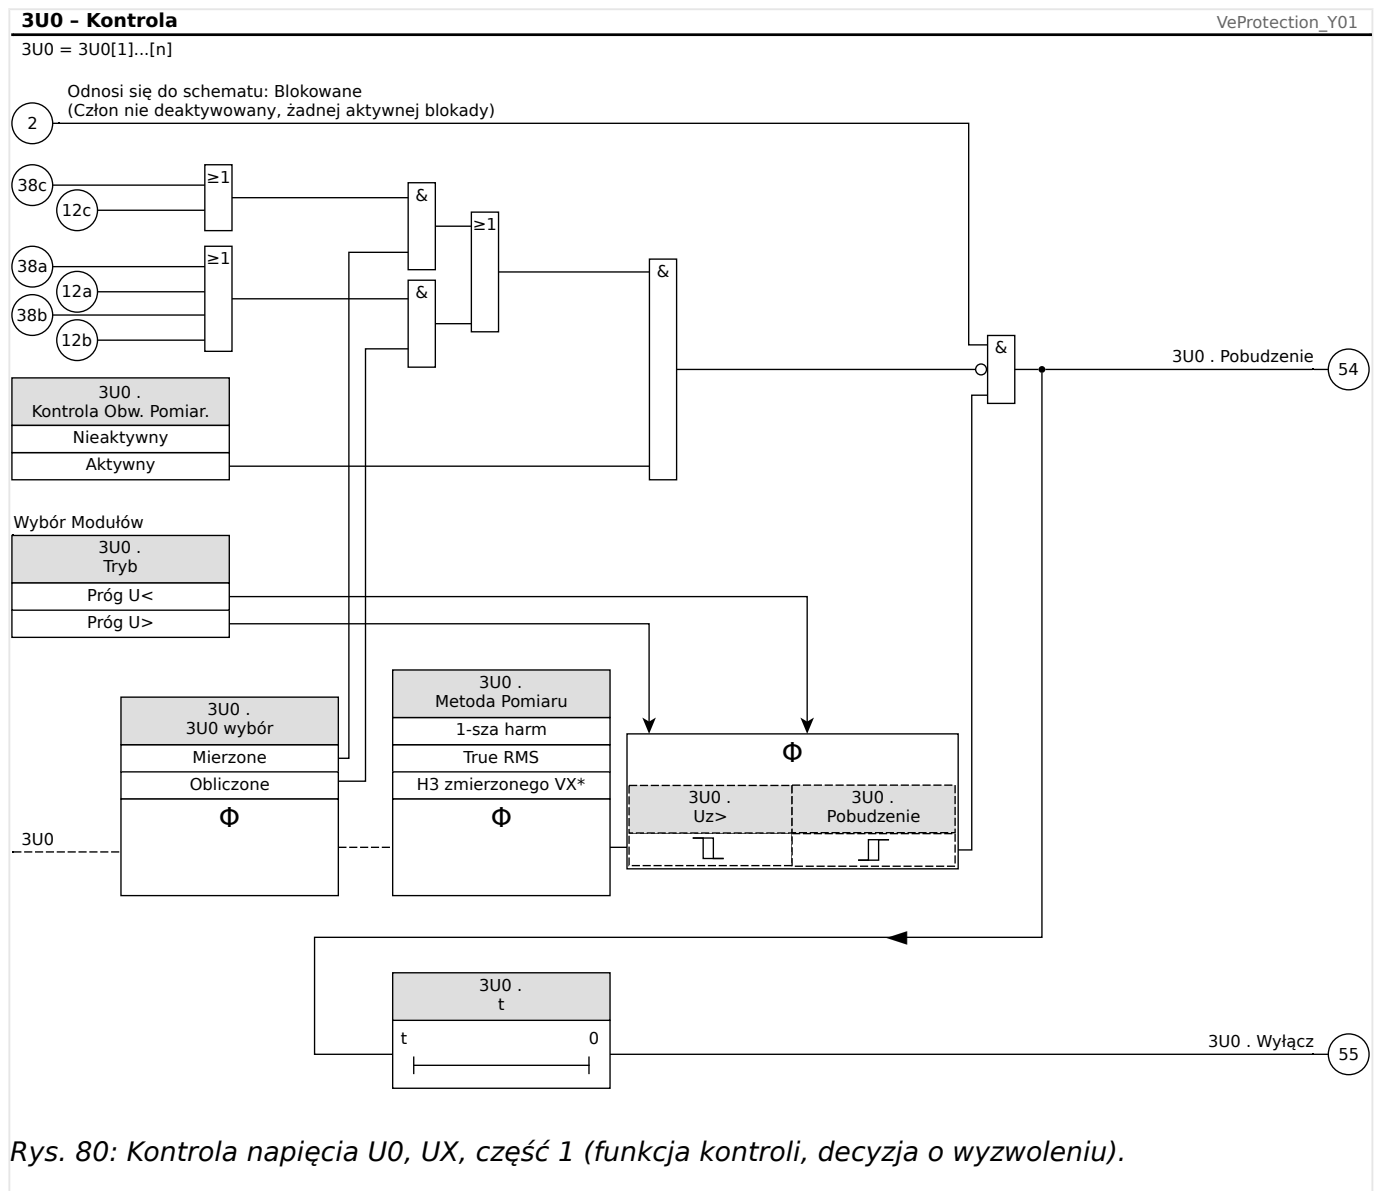 3U0 – Kontrola
VeProtection_Y01
3U0 = 3U0[1]...[n]
Odnosi się do schematu: Blokowane
(Człon nie deaktywowany, żadnej aktywnej blokady)
2
38c
≥1
12c
&
≥1
38a
≥1
12a
38b
12b
&
&
&
3U0 . Pobudzenie
54
3U0 .
Kontrola Obw. Pomiar.
Nieaktywny
Aktywny
Wybór Modułów
3U0 .
Tryb
Próg U<
Próg U>
3U0 .
3U0 wybór
Mierzone
Obliczone
Φ
3U0
3U0 .
Metoda Pomiaru
1-sza harm
True RMS
H3 zmierzonego VX*
Φ
Φ
3U0 .
Uz>
3U0 .
Pobudzenie
3U0 .
t
t
0
3U0 . Wyłącz
55
Rys. 80: Kontrola napięcia U0, UX, część 1 (funkcja kontroli, decyzja o wyzwoleniu).